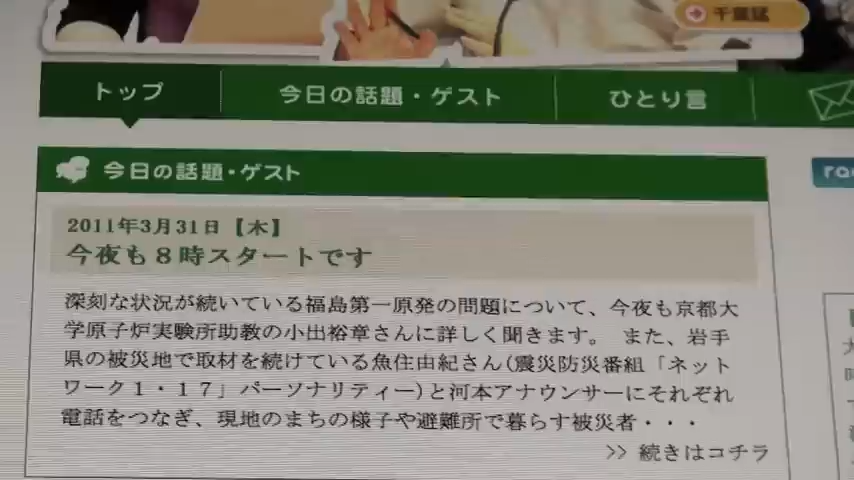 千葉猛
トップ
今日の話題・ゲスト
ひとり言
今日の話題・ゲスト
2011年3月31日【木】
今夜も8時スタートです
深刻な状況が続いている福島第一原発の問題について、今夜も京都大
学原子炉実験所助教の小出裕章さんに詳しく聞きます。 また、岩手
県の被災地で取材を続けている魚住由紀さん(震災防災番組「ネット
ワーク1・17」パーソナリティー)と河本アナウンサーにそれぞれ
電話をつなぎ、現地のまちの様子や避難所で暮らす被災者・・・
>> 続きはコチラ